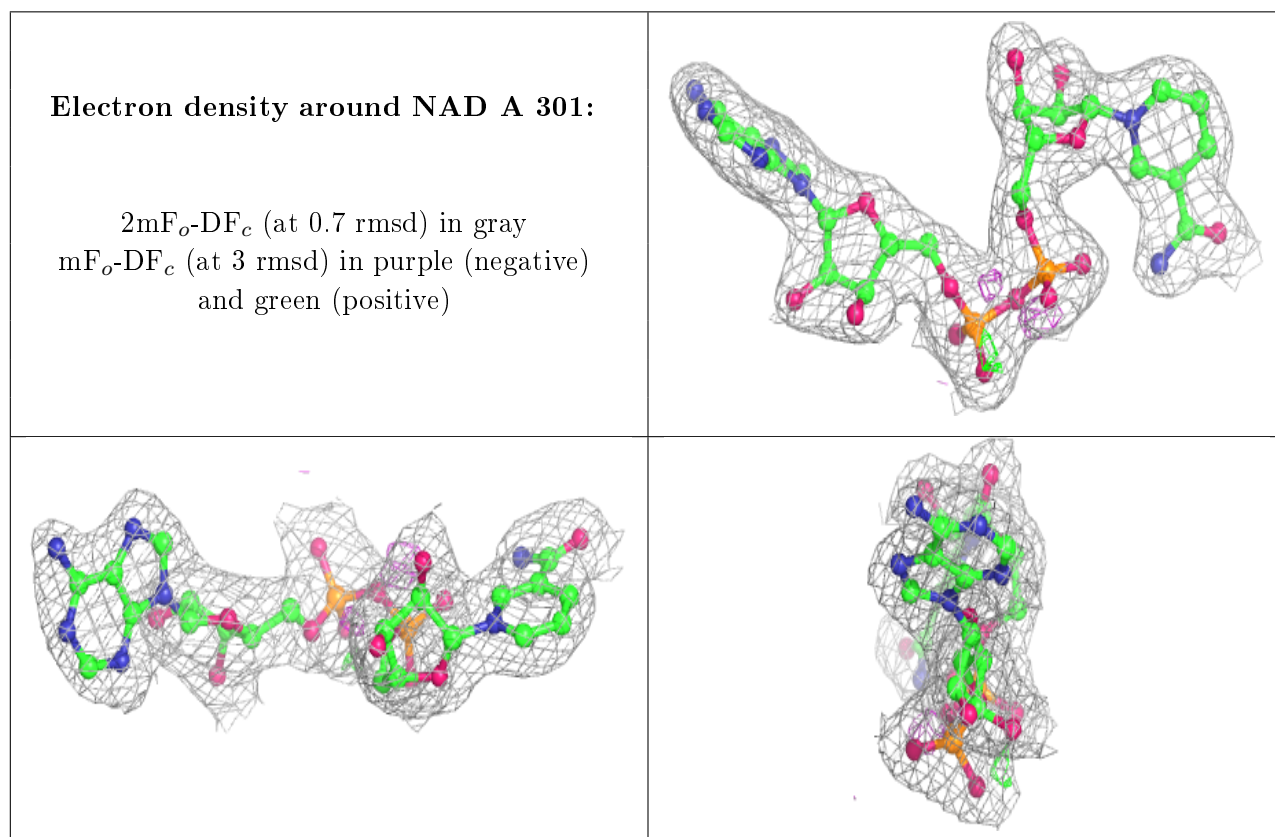 Electron density around NAD A 301:
2mFo-DFc (at 0.7 rmsd) in gray
mFo-DFc (at 3 rmsd) in purple (negative)
and green (positive)